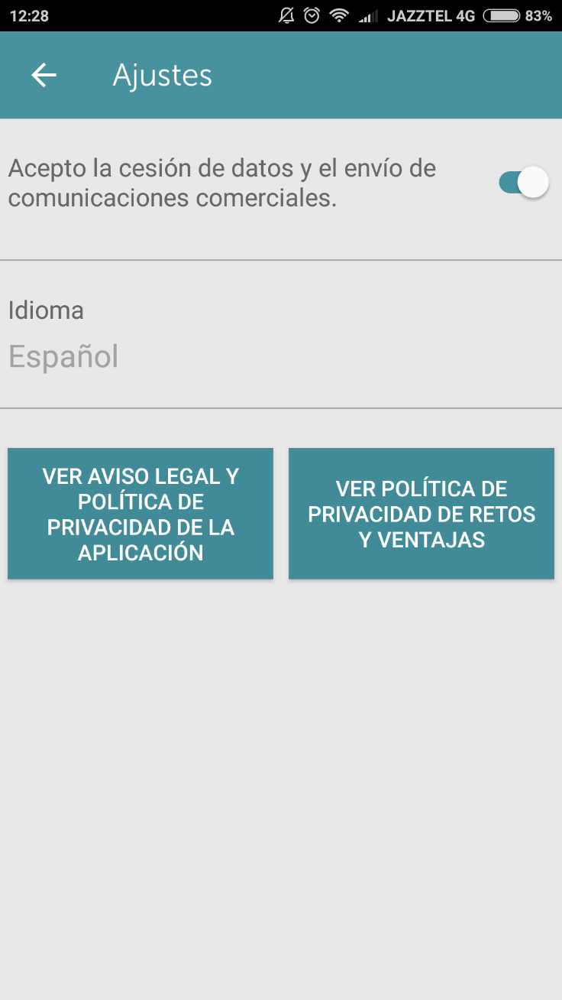 12:28 JAZZTEL 4G 83%
Ajustes
Acepto la cesión de datos y el envío de
comunicaciones comerciales.
Idioma
Español
VER AVISO LEGAL Y
POLÍTICA DE
PRIVACIDAD DE LA
APLICACIÓN
VER POLÍTICA DE
PRIVACIDAD DE RETOS
Y VENTAJAS